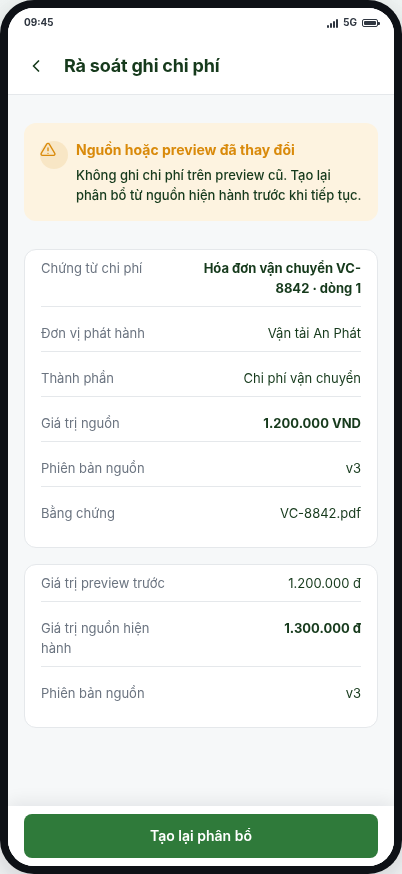 09:45
5G
Rà soát ghi chi phí
Nguồn hoặc preview đã thay đổi
Không ghi chi phí trên preview cũ. Tạo lại
phân bổ từ nguồn hiện hành trước khi tiếp tục.
Chứng từ chi phí
Hóa đơn vận chuyển VC-
8842 · dòng 1
Đơn vị phát hành
Vận tải An Phát
Thành phần
Chi phí vận chuyển
Giá trị nguồn
1.200.000 VND
Phiên bản nguồn
v3
Bằng chứng
VC-8842.pdf
Giá trị preview trước
1.200.000 đ
Giá trị nguồn hiện
hành
1.300.000 đ
Phiên bản nguồn
v3
Tạo lại phân bổ